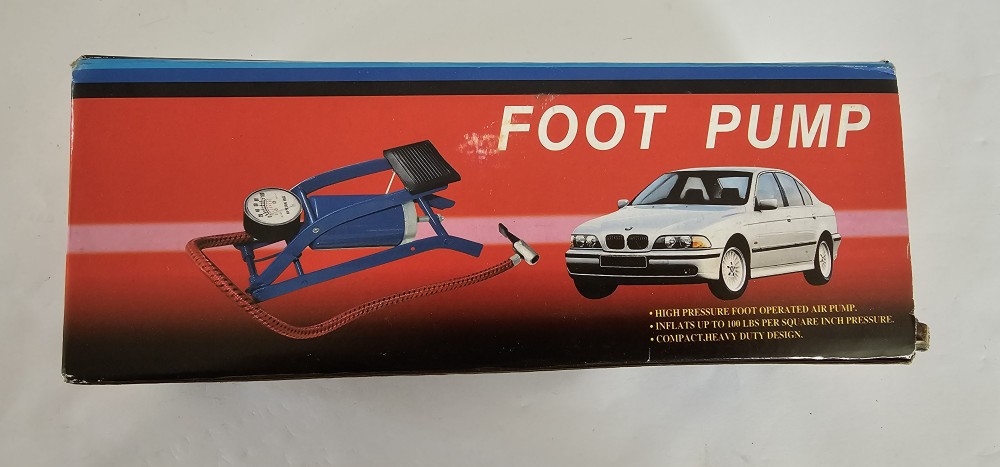 FOOT PUMP
• HIGH PRESSURE FOOT OPERATED AIR PUMP.
• INFLATS UP TO 100 LBS PER SQUARE INCH PRESSURE.
• COMPACT.HEAVY DUTY DESIGN.